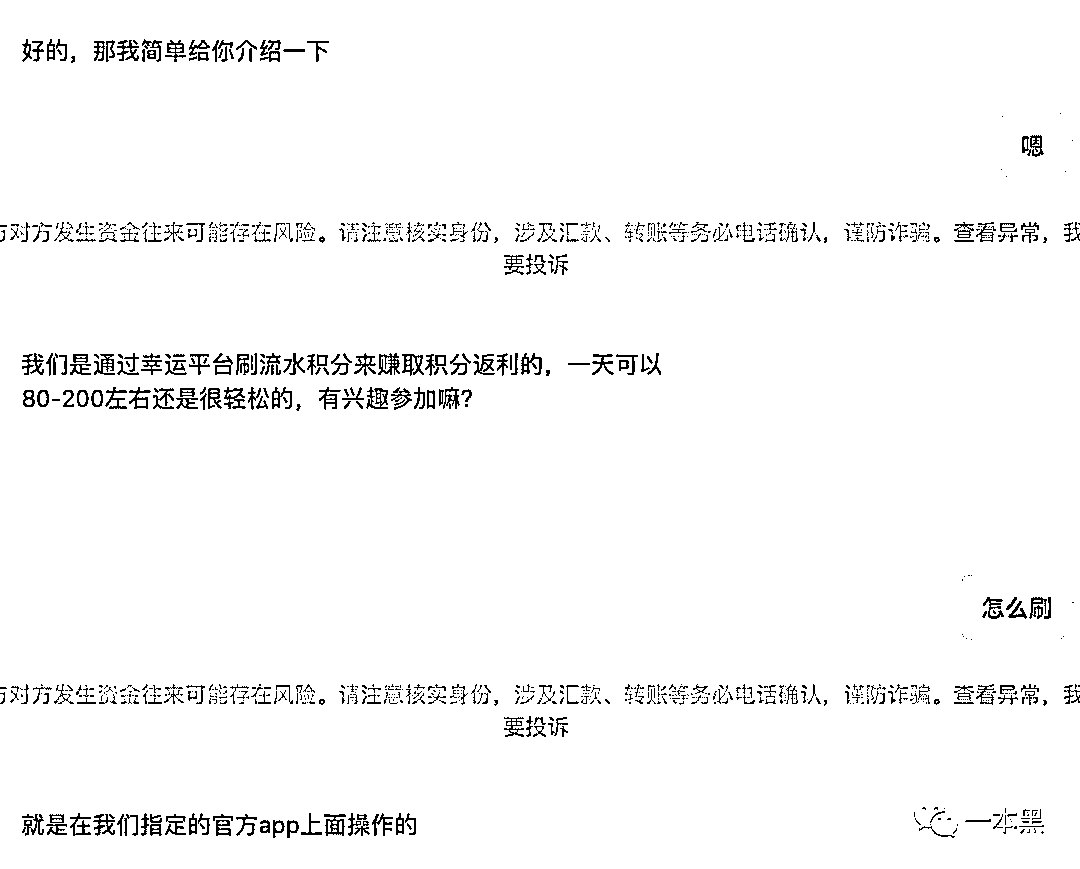 好的，那我简单给你介绍一下
嗯
方对方发生资金往来可能存在风险。请注意核实身份，涉及汇款、转账等务必电话确认，谨防诈骗。查看异常，我
要投诉
我们是通过幸运平台刷流水积分来赚取积分返利的，一天可以
80-200左右还是很轻松的，有兴趣参加嘛？
怎么刷
方对方发生资金往来可能存在风险。请注意核实身份，涉及汇款、转账等务必电话确认，谨防诈骗。查看异常，我
要投诉
就是在我们指定的官方app上面操作的
一本黑